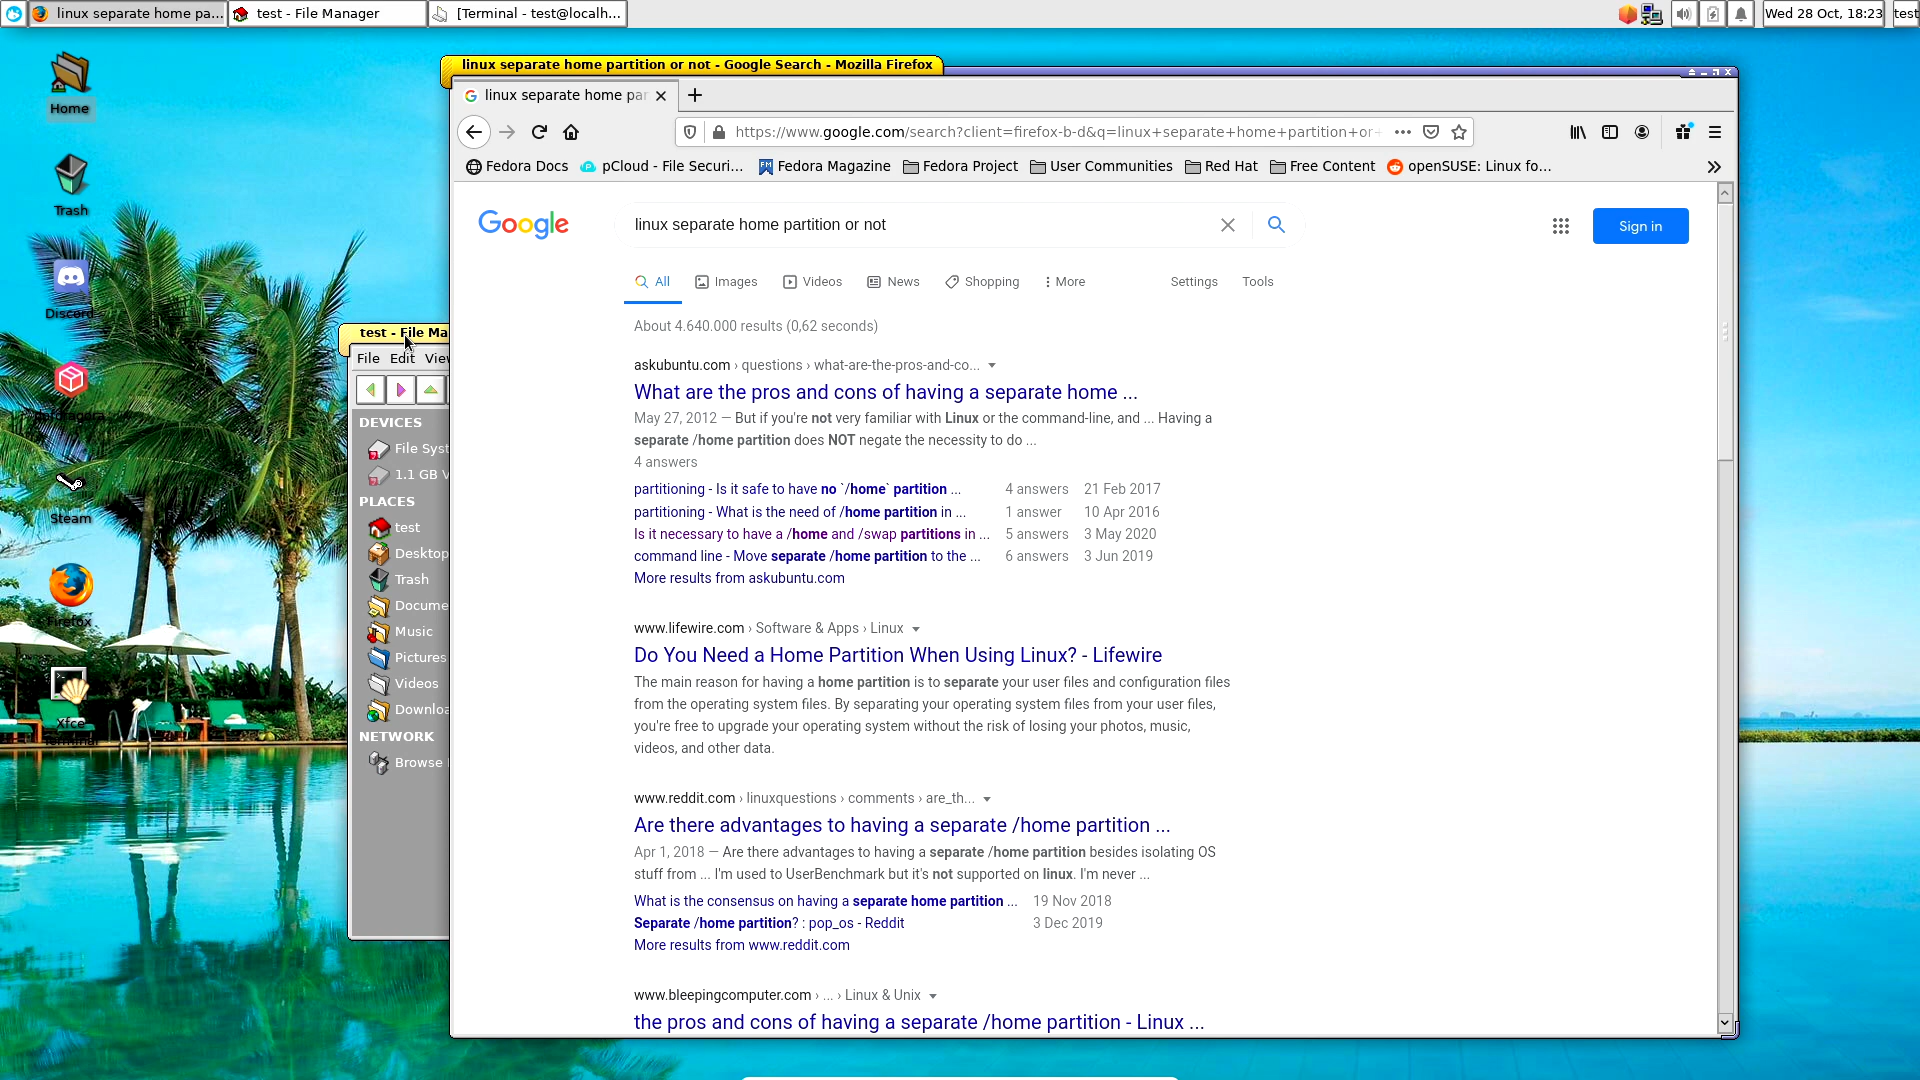 linux separate home pa...
test - File Manager
[Terminal - test@localh...
Wed 28 Oct, 18:23
test
Home
Trash
Discord
Steam
Firefox
Xfce
Terminal
test - File Ma
File Edit View
DEVICES
File Syst
1.1 GB V
PLACES
test
Desktop
Trash
Docume
Music
Pictures
Videos
Downloa
NETWORK
Browse
linux separate home partition or not - Google Search - Mozilla Firefox
linux separate home par
https://www.google.com/search?client=firefox-b-d&q=linux+separate+home+partition+or-
Fedora Docs
pCloud - File Securi...
Fedora Magazine
Fedora Project
User Communities
Red Hat
Free Content
openSUSE: Linux fo...
Google
linux separate home partition or not
Sign in
All Images Videos News Shopping More Settings Tools
About 4.640.000 results (0,62 seconds)
askubuntu.com › questions › what-are-the-pros-and-co...
What are the pros and cons of having a separate home ...
May 27, 2012 — But if you're not very familiar with Linux or the command-line, and ... Having a
separate /home partition does NOT negate the necessity to do ...
4 answers
partitioning - Is it safe to have no `/home` partition ... 4 answers 21 Feb 2017
partitioning - What is the need of /home partition in ... 1 answer 10 Apr 2016
Is it necessary to have a /home and /swap partitions in ... 5 answers 3 May 2020
command line - Move separate /home partition to the ... 6 answers 3 Jun 2019
More results from askubuntu.com
www.lifewire.com › Software & Apps › Linux
Do You Need a Home Partition When Using Linux? - Lifewire
The main reason for having a home partition is to separate your user files and configuration files
from the operating system files. By separating your operating system files from your user files,
you're free to upgrade your operating system without the risk of losing your photos, music,
videos, and other data.
www.reddit.com › linuxquestions › comments › are_th...
Are there advantages to having a separate /home partition ...
Apr 1, 2018 — Are there advantages to having a separate /home partition besides isolating OS
stuff from ... I'm used to UserBenchmark but it's not supported on linux. I'm never ...
What is the consensus on having a separate home partition ... 19 Nov 2018
Separate /home partition? : pop_os - Reddit 3 Dec 2019
More results from www.reddit.com
www.bleepingcomputer.com › ... › Linux & Unix
the pros and cons of having a separate /home partition - Linux ...